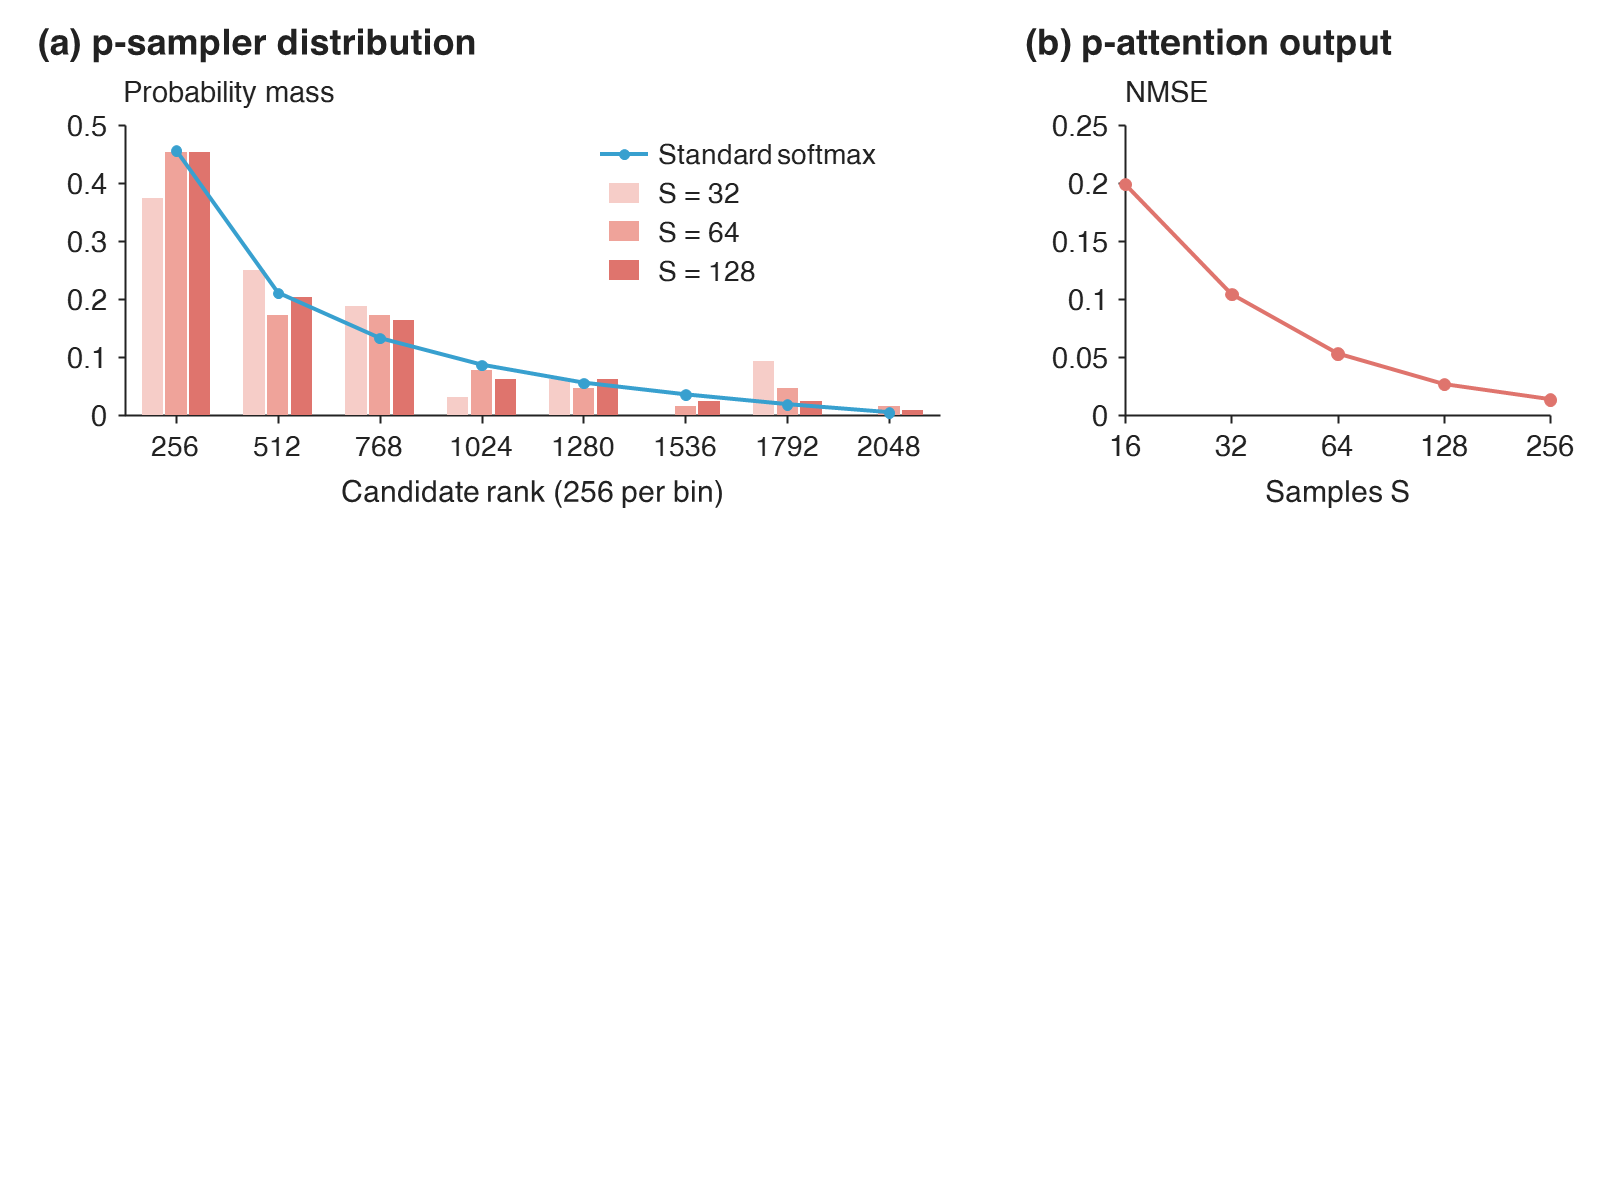 (a) p-sampler distribution
Probability mass
0.5
0.4
0.3
0.2
0.1
0
256 512 768 1024 1280 1536 1792 2048
Candidate rank (256 per bin)
Standard softmax
S = 32
S = 64
S = 128
(b) p-attention output
NMSE
0.25
0.2
0.15
0.1
0.05
0
16 32 64 128 256
Samples S